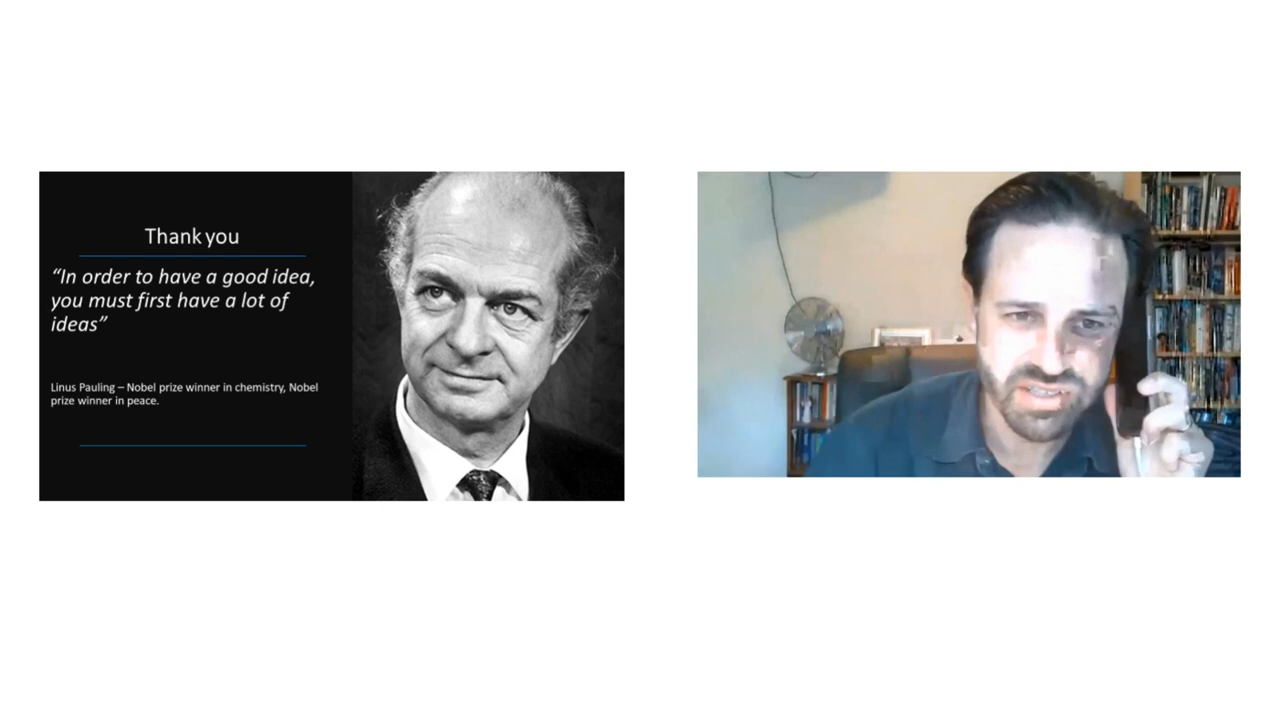 Thank you
“In order to have a good idea,
you must first have a lot of
ideas”
Linus Pauling – Nobel prize winner in chemistry, Nobel
prize winner in peace.